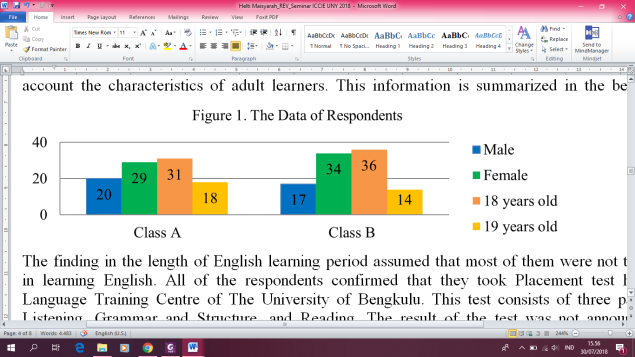 Helti Maisyarah_REV_Seminar ICOIE UNY 2018 - Microsoft Word
File Home Insert Page Layout References Mailings Review View Foxit PDF
Paste
Cut
Copy
Format Painter
Clipboard
Times New Rom 11
Font
Paragraph
AaBbCcDc AaBbCcDc AaBbC AaBbCc AaBbC AaBbCcD
¶ Normal ¶ No Spaci... Heading 1 Heading 2 Heading 3 Heading 4
Styles
Change Styles
Find
Replace
Select
Editing
Send to MindManager
Mindjet
account the characteristics of adult learners. This information is summarized in the be
Figure 1. The Data of Respondents
40
20
0
20 29 31 18
17 34 36 14
Class A Class B
Male
Female
18 years old
19 years old
The finding in the length of English learning period assumed that most of them were not t
in learning English. All of the respondents confirmed that they took Placement test
Language Training Centre of The University of Bengkulu. This test consists of three p
Listening, Grammar and Structure, and Reading. The result of the test was not annou
Page: 4 of 8 Words: 4.483 English (U.S.) 244%
IND
15.56
30/07/2018